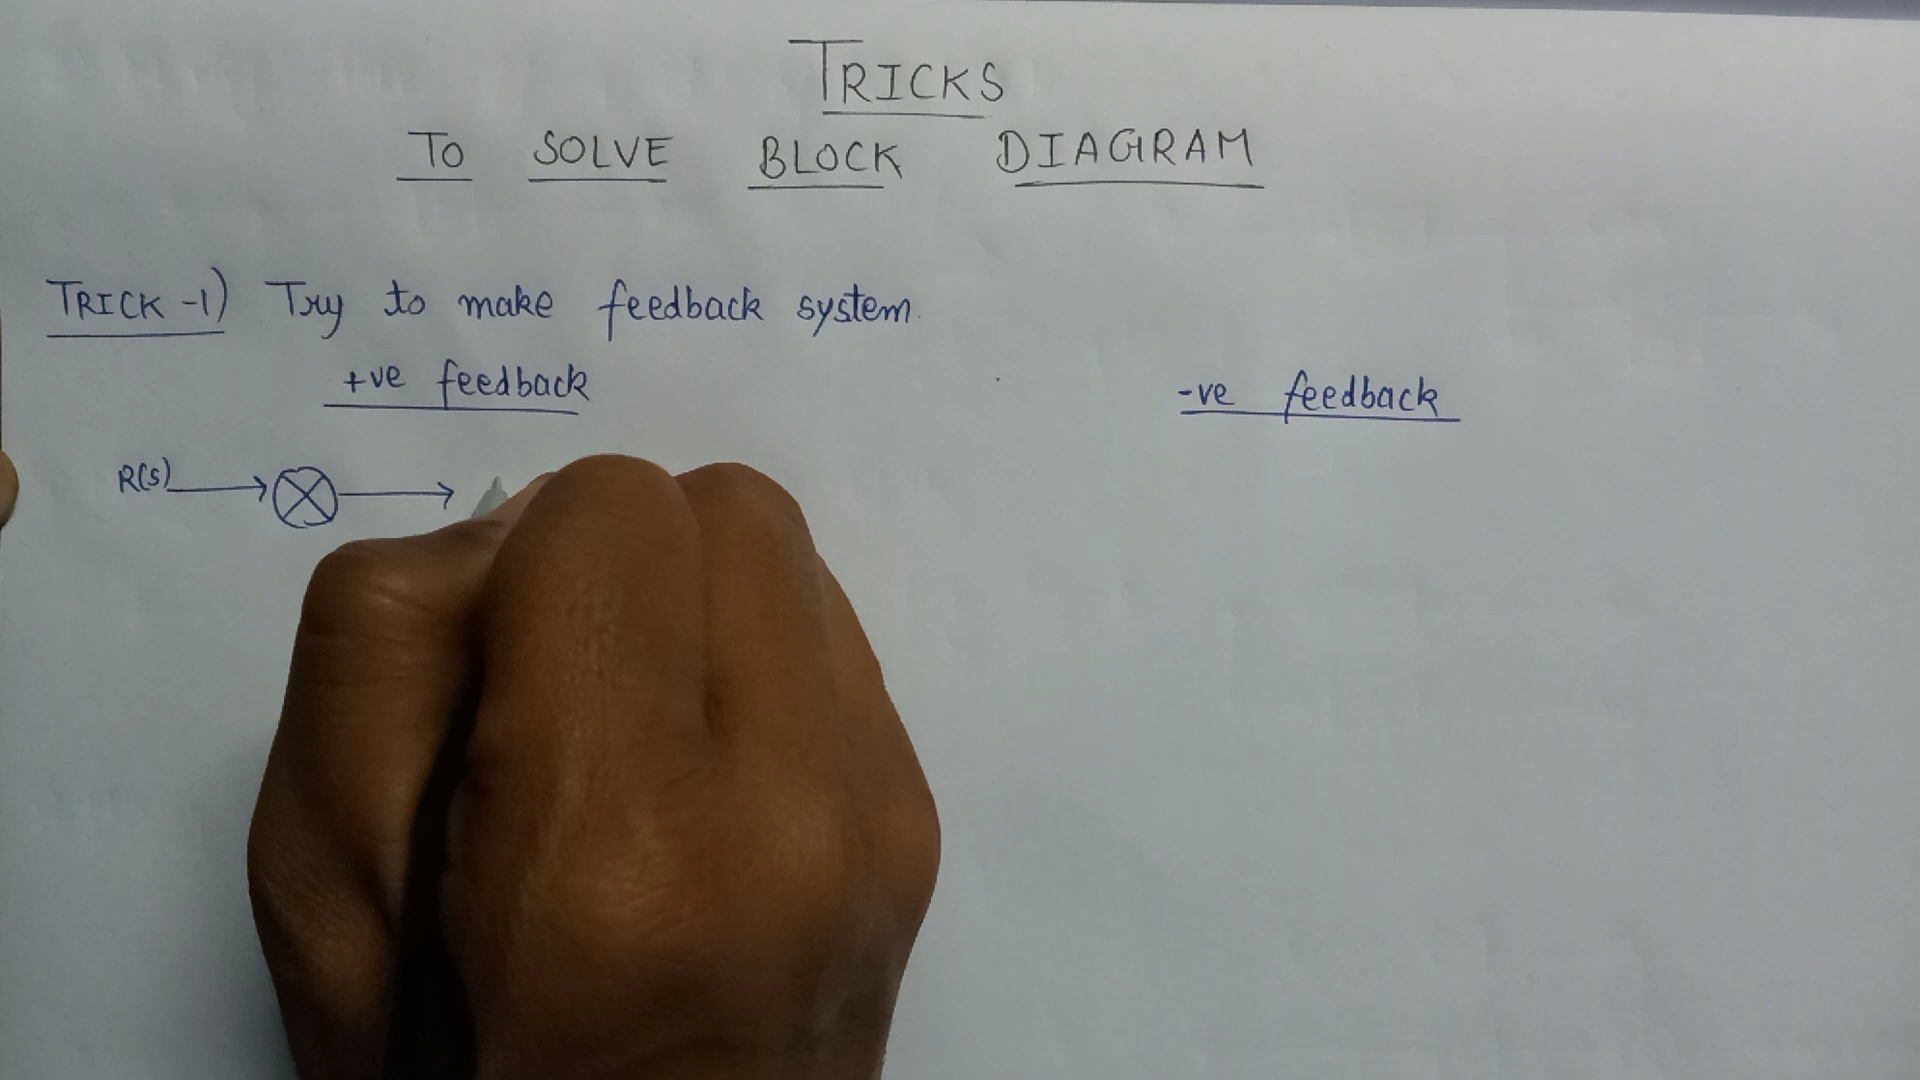 TRICKS
TO SOLVE BLOCK DIAGRAM
TRICK -1) Try to make feedback system.
+ve feedback
-ve feedback
R(S)